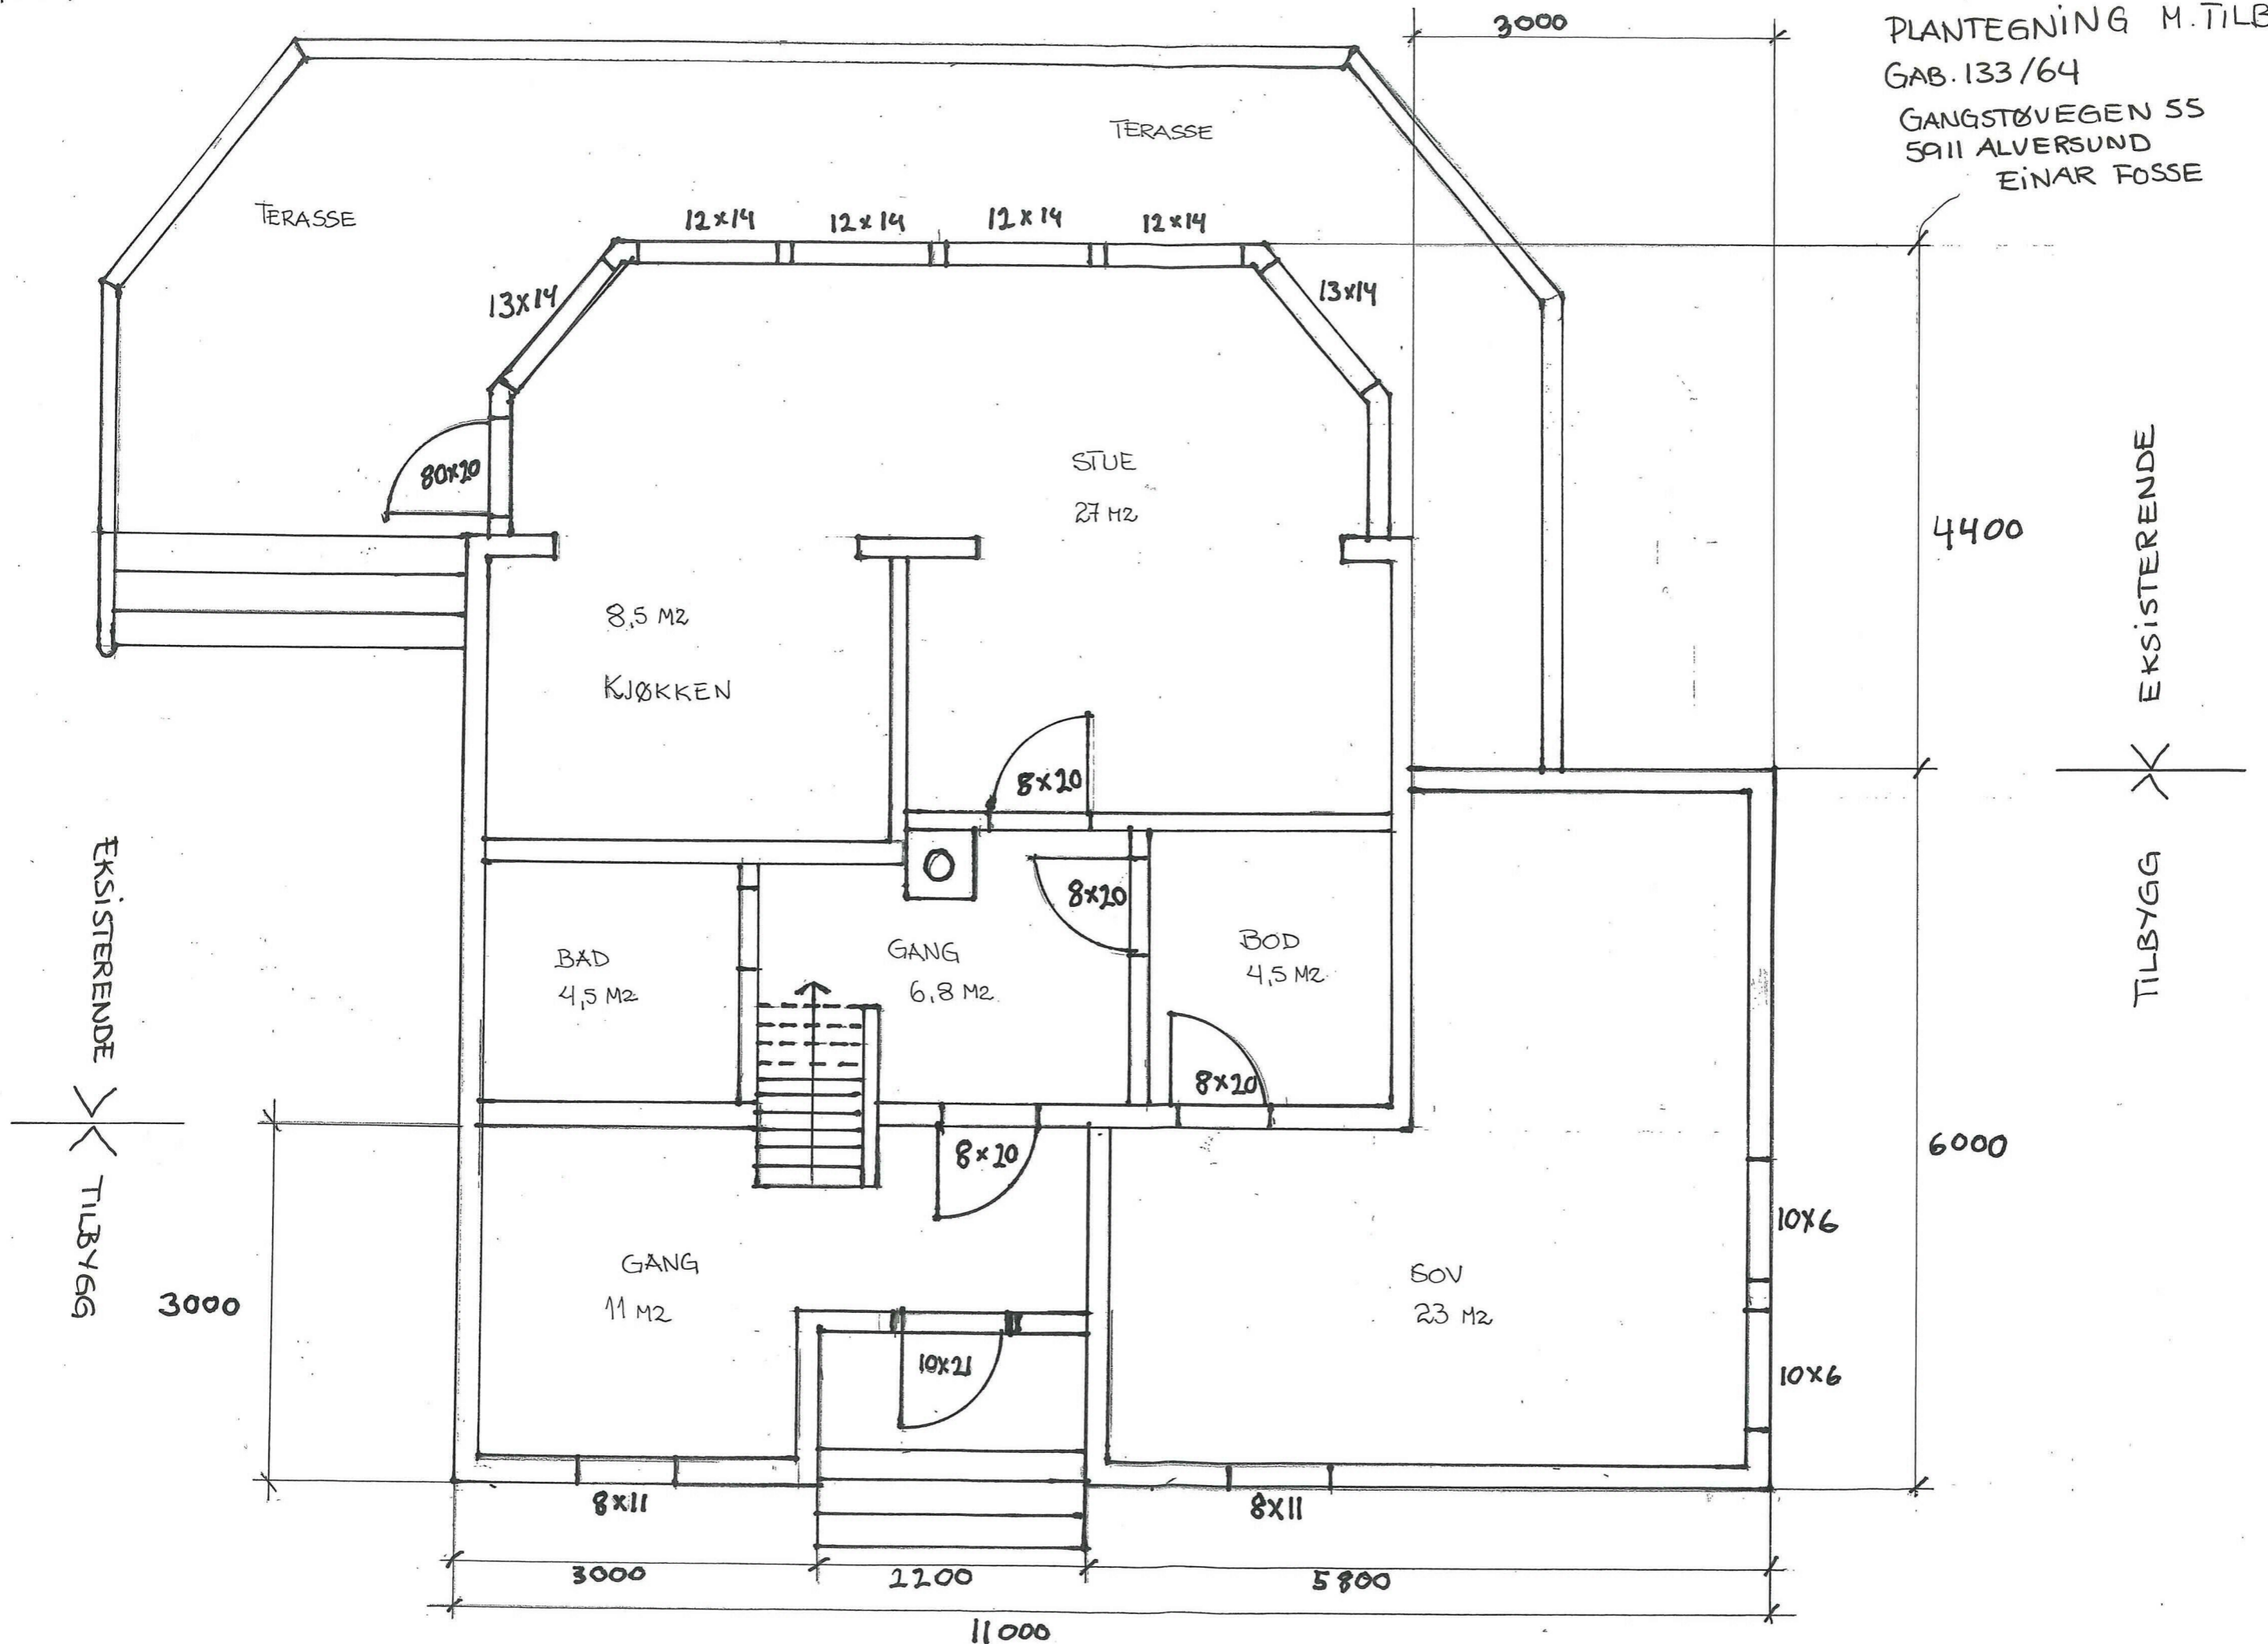 3000
PLANTEGNING M. TILB
GAB. 133/64
GANGSTØVEGEN 55
5911 ALVERSUND
EINAR FOSSE
TERASSE
TERASSE
12x14
12x14
12x14
12x14
13x14
13x14
80x20
STUE
27 M2
4400
EKSISTERENDE
8,5 M2
KJØKKEN
8x20
8x20
EKSISTERENDE
TILBYGG
BAD
4,5 M2
GANG
6,8 M2
BOD
4,5 M2
8x20
8x20
6000
TILBYGG
3000
GANG
11 M2
10x21
SOV
23 M2
10x6
10x6
8x11
8x11
3000
2200
5800
11000